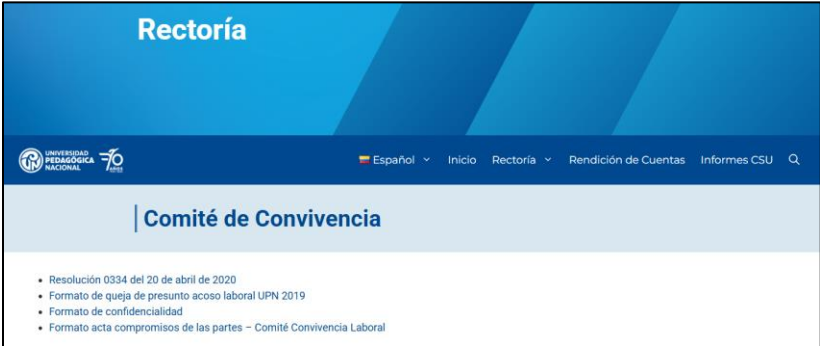 Rectoría
UNIVERSIDAD
PEDAGÓGICA
NACIONAL
70
AÑOS
Español
Inicio
Rectoría
Rendición de Cuentas
Informes CSU
Comité de Convivencia
Resolución 0334 del 20 de abril de 2020
Formato de queja de presunto acoso laboral UPN 2019
Formato de confidencialidad
Formato acta compromisos de las partes – Comité Convivencia Laboral